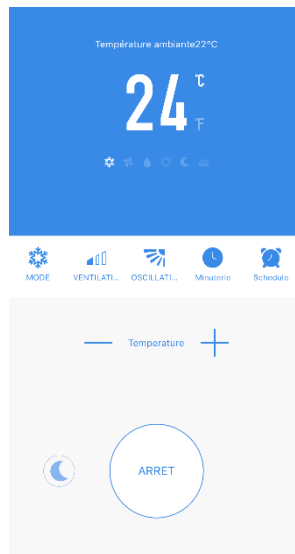 Température ambiante22°C
24 °C
°F
MODE VENTILATI... OSCILLATI... Minuterie Schedule
Temperature
ARRET